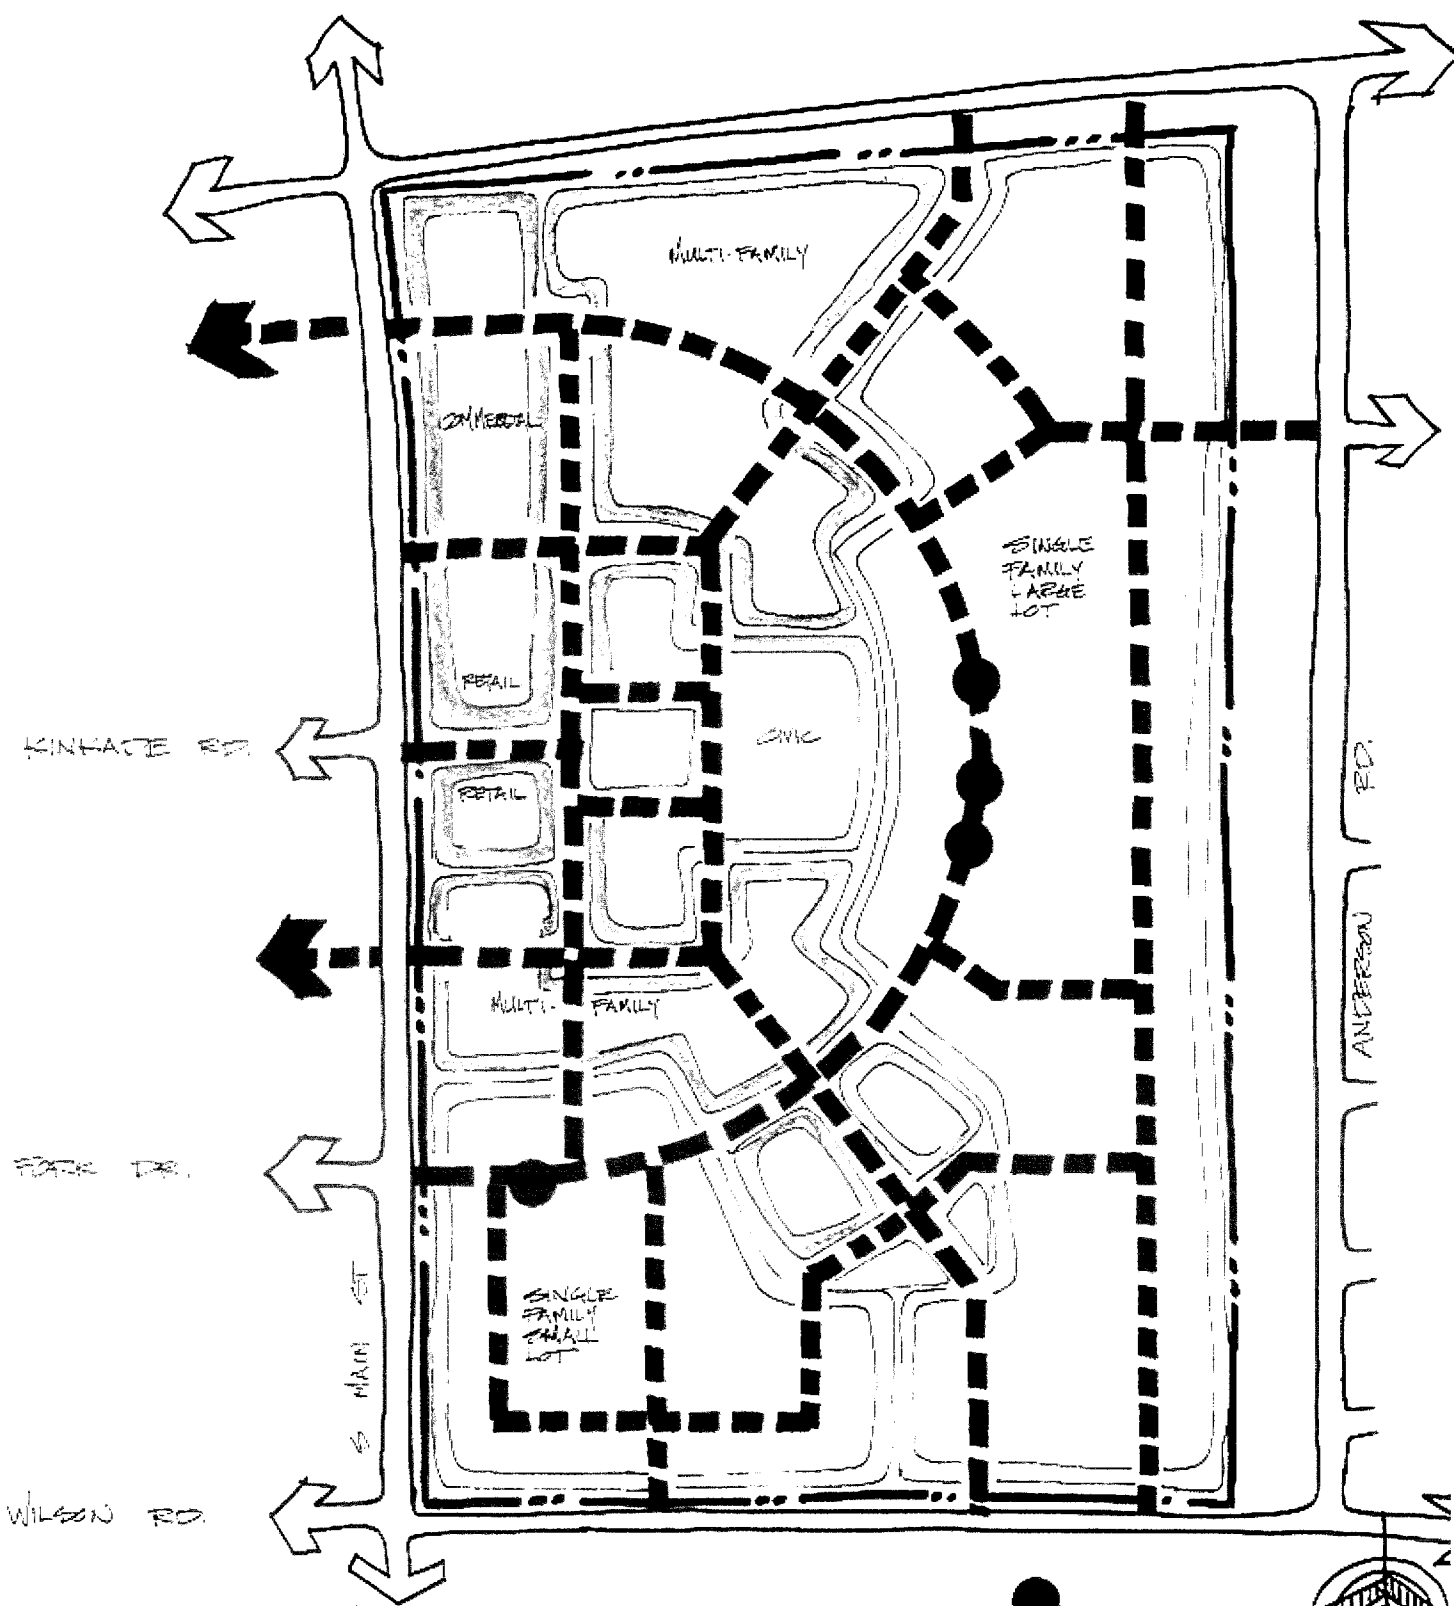 MULTI-FAMILY
COMMERCIAL
SINGLE
FAMILY
LARGE
LOT
RETAIL
CIVIC
KINKADE RD.
RETAIL
RD.
ANDERSON
MULTI-FAMILY
FORK DR.
SINGLE
FAMILY
SMALL
LOT
S MAIN ST
WILSON RD.